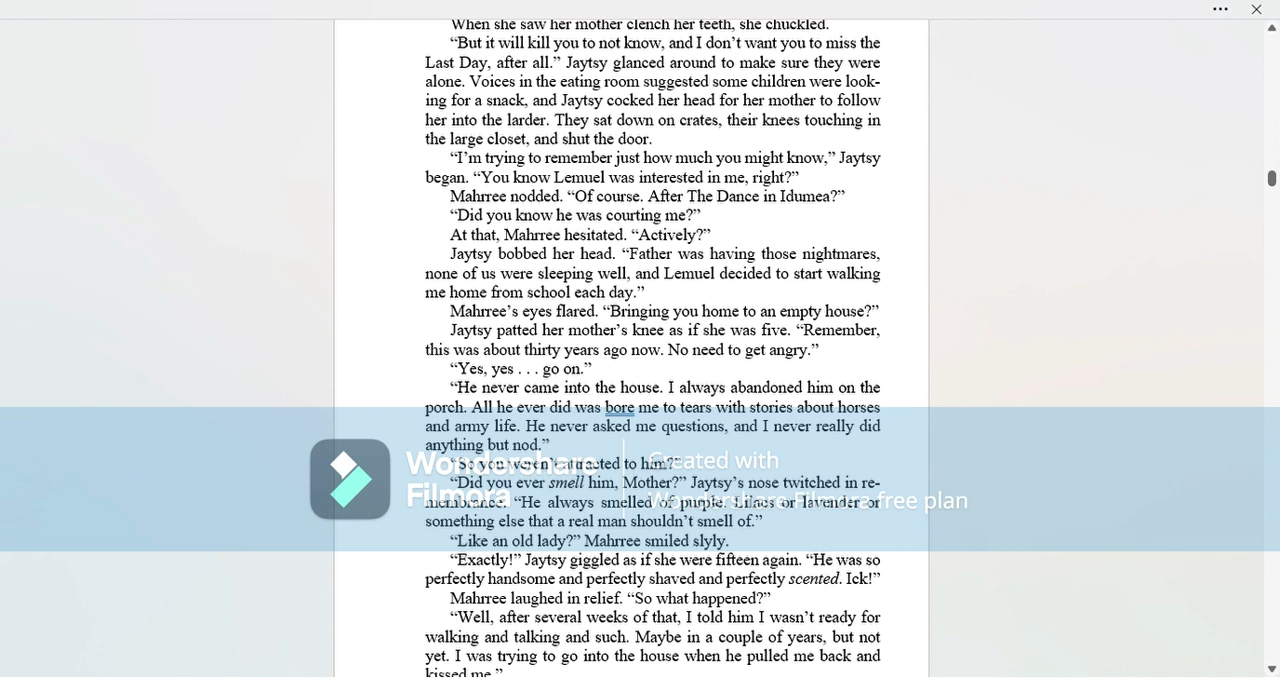 When she saw her mother clench her teeth, she chuckled.
“But it will kill you to not know, and I don’t want you to miss the
Last Day, after all.” Jaytsy glanced around to make sure they were
alone. Voices in the eating room suggested some children were look-
ing for a snack, and Jaytsy cocked her head for her mother to follow
her into the larder. They sat down on crates, their knees touching in
the large closet, and shut the door.
“I’m trying to remember just how much you might know,” Jaytsy
began. “You know Lemuel was interested in me, right?”
Mahrree nodded. “Of course. After The Dance in Idumea?”
“Did you know he was courting me?”
At that, Mahrree hesitated. “Actively?”
Jaytsy bobbed her head. “Father was having those nightmares,
none of us were sleeping well, and Lemuel decided to start walking
me home from school each day.”
Mahrree’s eyes flared. “Bringing you home to an empty house?”
Jaytsy patted her mother’s knee as if she was five. “Remember,
this was about thirty years ago now. No need to get angry.”
“Yes, yes . . . go on.”
“He never came into the house. I always abandoned him on the
porch. All he ever did was bore me to tears with stories about horses
and army life. He never asked me questions, and I never really did
anything but nod.”
“So you weren’t attracted to him?”
“Did you ever smell him, Mother?” Jaytsy’s nose twitched in re-
membrance. “He always smelled of purple. Lilacs or lavender or
something else that a real man shouldn’t smell of.”
“Like an old lady?” Mahrree smiled slyly.
“Exactly!” Jaytsy giggled as if she were fifteen again. “He was so
perfectly handsome and perfectly shaved and perfectly scented. Ick!”
Mahrree laughed in relief. “So what happened?”
“Well, after several weeks of that, I told him I wasn’t ready for
walking and talking and such. Maybe in a couple of years, but not
yet. I was trying to go into the house when he pulled me back and
kissed me.”
Wondershare
Filmora
Created with
Wondershare Filmora free plan